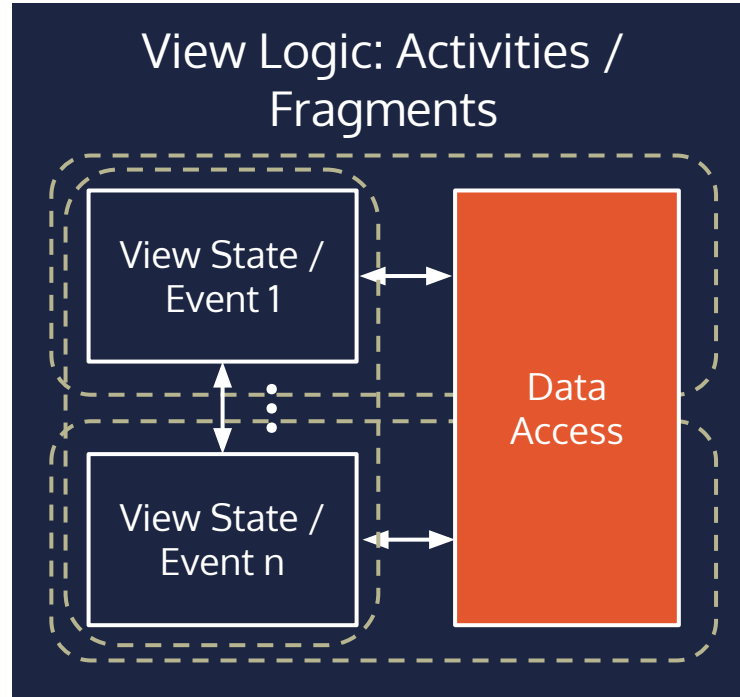 View Logic: Activities /
Fragments
View State /
Event 1
Data
Access
View State /
Event n